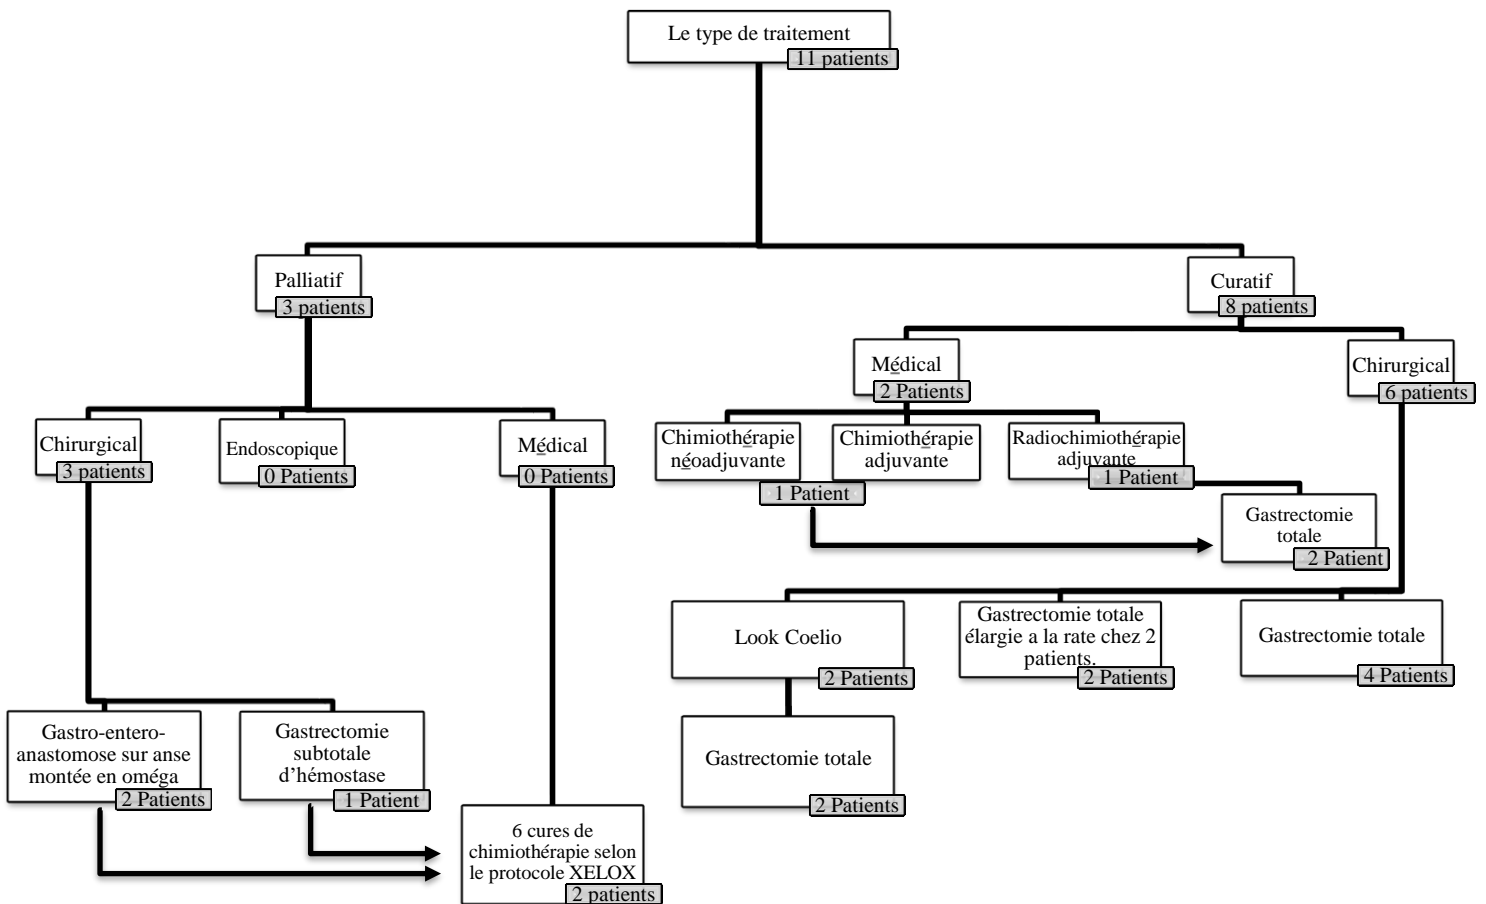 Le type de traitement
11 patients
Palliatif
3 patients
Curatif
8 patients
Médical
2 Patients
Chirurgical
6 patients
Chirurgical
3 patients
Endoscopique
0 Patients
Médical
0 Patients
Chimiothérapie
néoadjuvante
Chimiothérapie
adjuvante
1 Patient
Radiochimiothérapie
adjuvante
1 Patient
Gastrectomie
totale
2 Patient
Look Coelio
2 Patients
Gastrectomie totale
élargie a la rate chez 2
patients.
2 Patients
Gastrectomie totale
4 Patients
Gastrectomie totale
2 Patients
Gastro-entero-
anastomose sur anse
montée en oméga
2 Patients
Gastrectomie
subtotale
d’hémostase
1 Patient
6 cures de
chimiothérapie selon
le protocole XELOX
2 patients